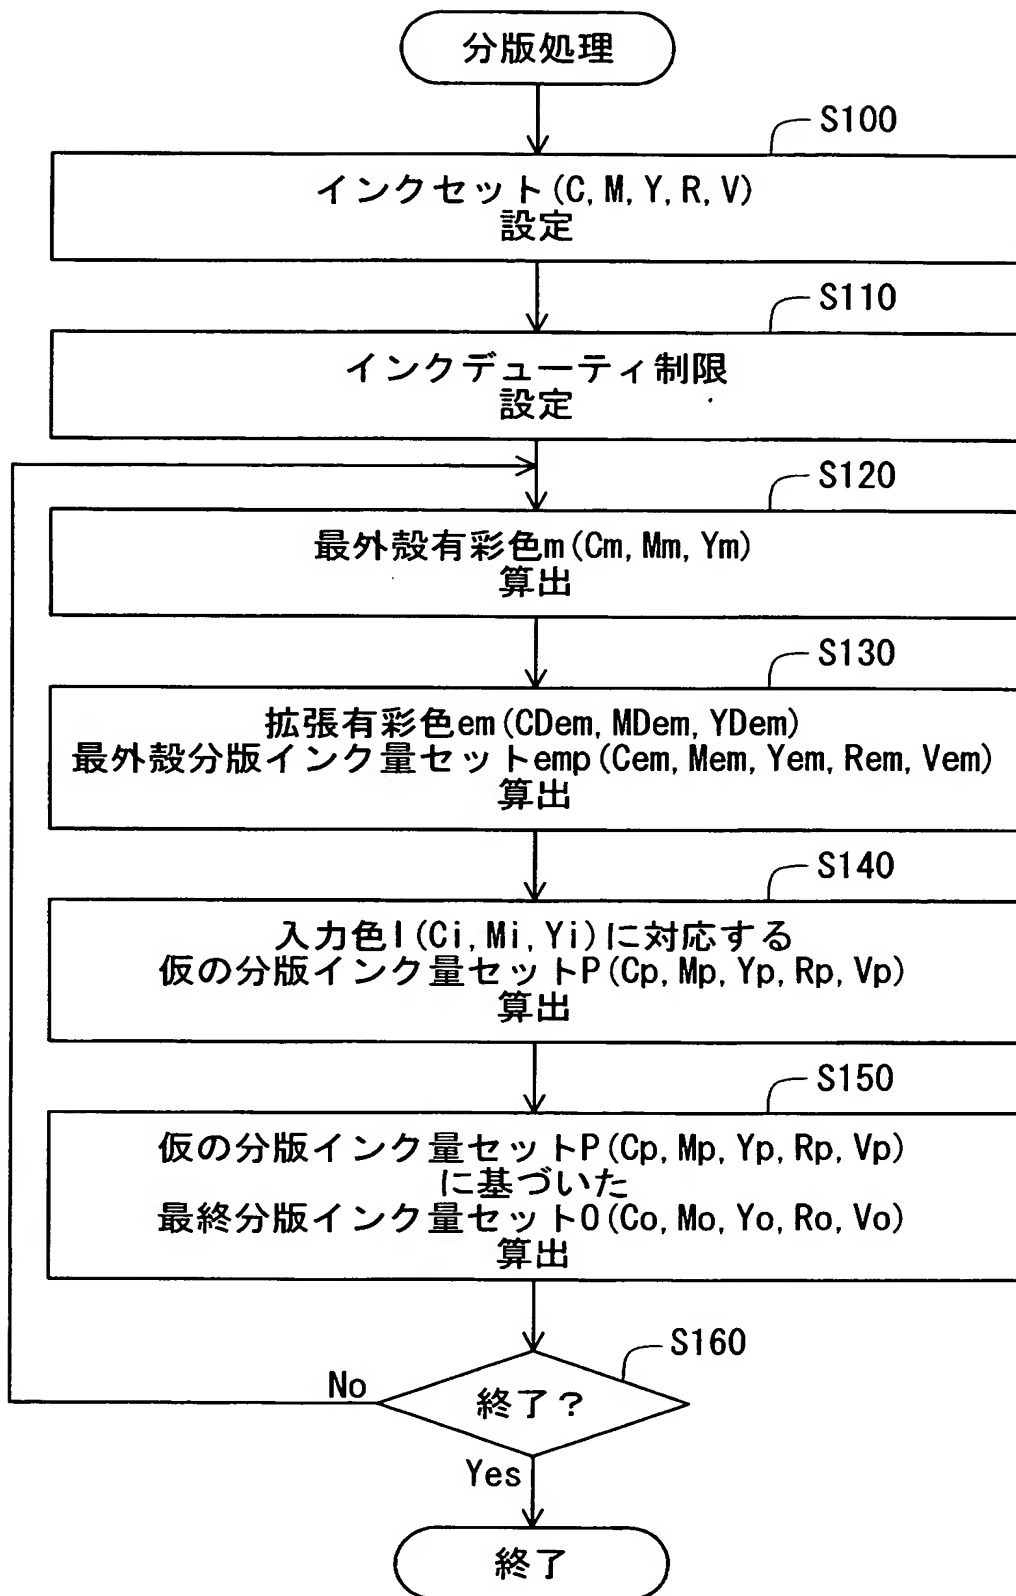 分版処理
S100
インクセット(C, M, Y, R, V)
設定
S110
インクデューティ制限
設定
S120
最外殻有彩色m(Cm, Mm, Ym)
算出
S130
拡張有彩色em(CDem, MDem, YDem)
最外殻分版インク量セットemp(Cem, Mem, Yem, Rem, Vem)
算出
S140
入力色I(Ci, Mi, Yi)に対応する
仮の分版インク量セットP(Cp, Mp, Yp, Rp, Vp)
算出
S150
仮の分版インク量セットP(Cp, Mp, Yp, Rp, Vp)
に基づいた
最終分版インク量セットO(Co, Mo, Yo, Ro, Vo)
算出
S160
No
終了？
Yes
終了